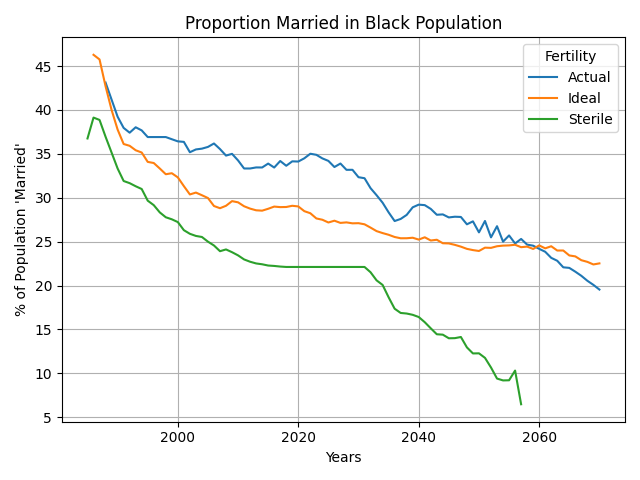 Proportion Married in Black Population
% of Population 'Married'
45
40
35
30
25
20
15
10
5
Fertility
Actual
Ideal
Sterile
2000 2020 2040 2060
Years